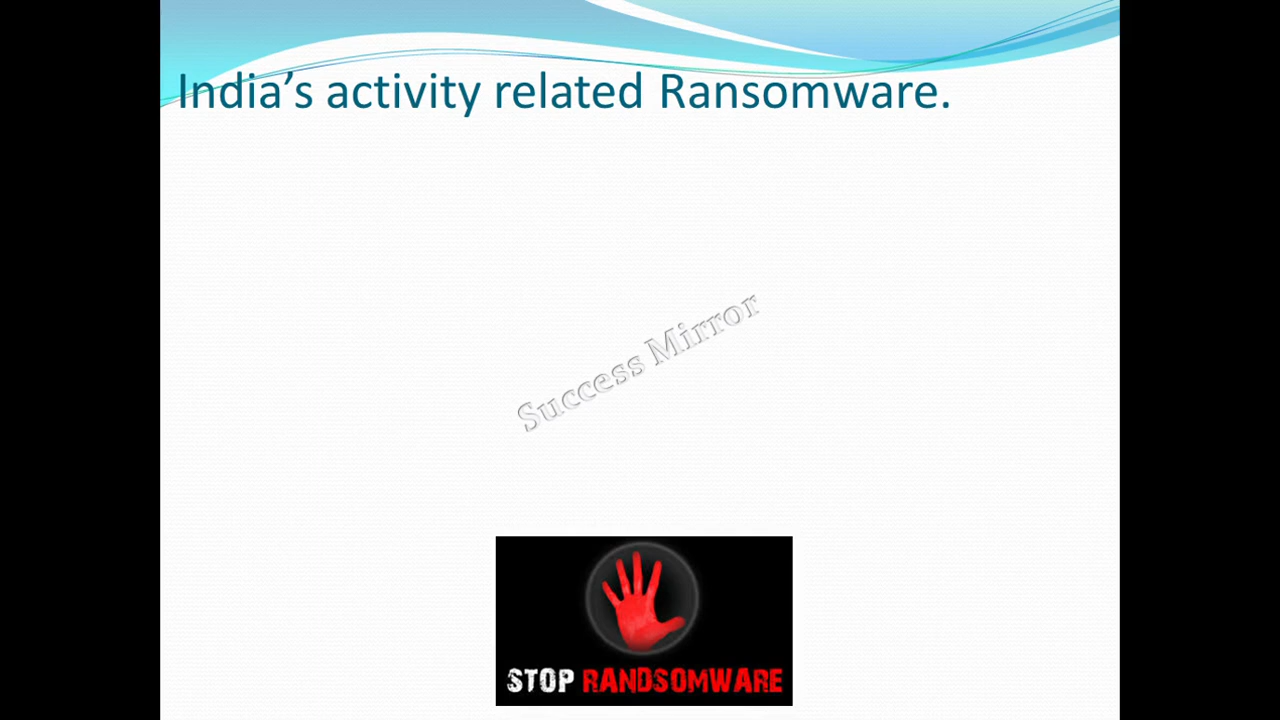 India’s activity related Ransomware.
Success Mirror
STOP RANDSOMWARE